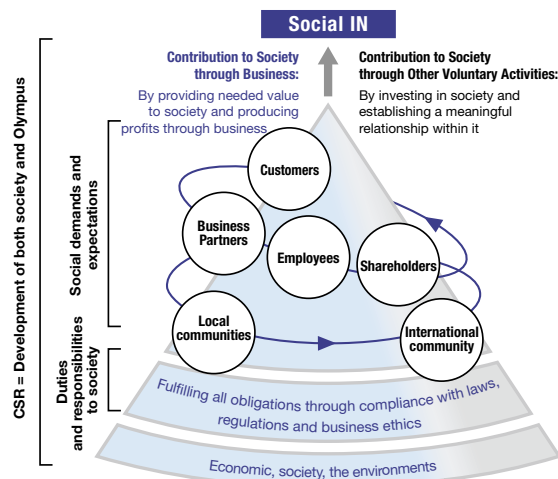 Social IN
Contribution to Society
through Business:
By providing needed value
to society and producing
profits through business
Contribution to Society
through Other Voluntary Activities:
By investing in society and
establishing a meaningful
relationship within it
CSR = Development of both society and Olympus
Social demands and
expectations
Duties
and responsibilities
to society
Customers
Business
Partners
Employees
Shareholders
Local
communities
International
community
Fulfilling all obligations through compliance with laws,
regulations and business ethics
Economic, society, the environments